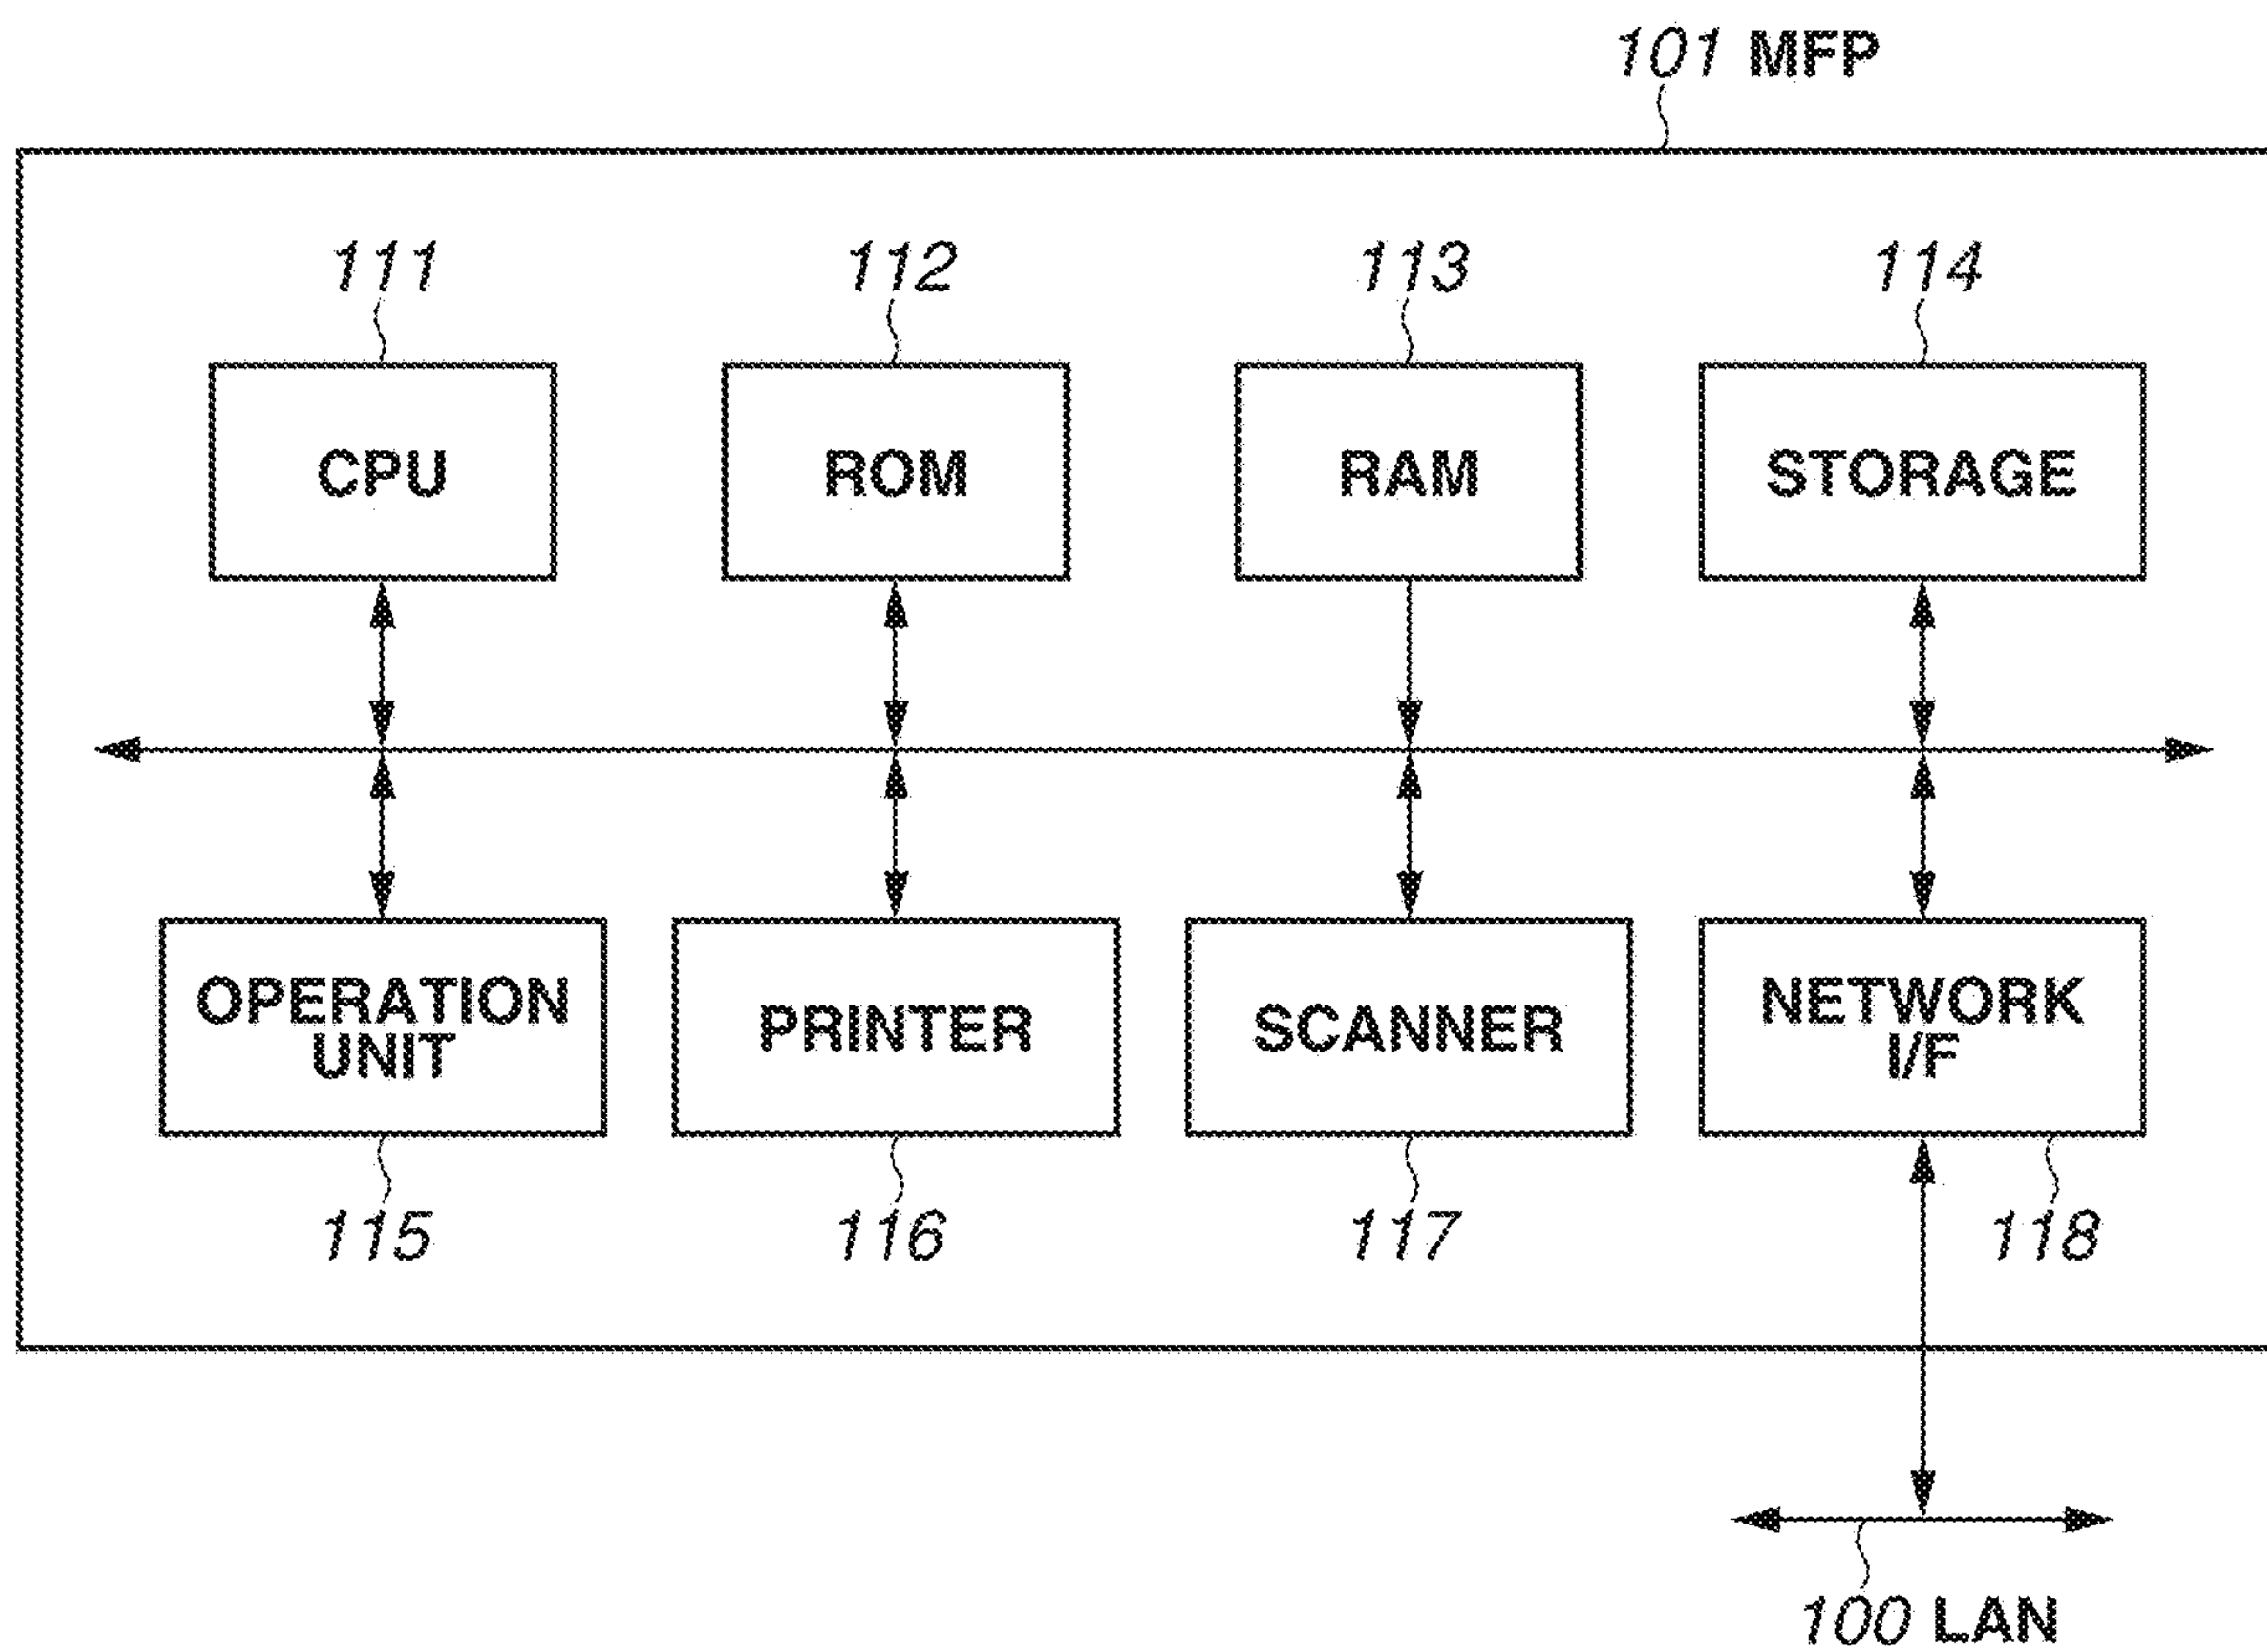 101 MFP
111
112
113
114
CPU
ROM
RAM
STORAGE
OPERATION
UNIT
PRINTER
SCANNER
NETWORK
I/F
115
116
117
118
100 LAN